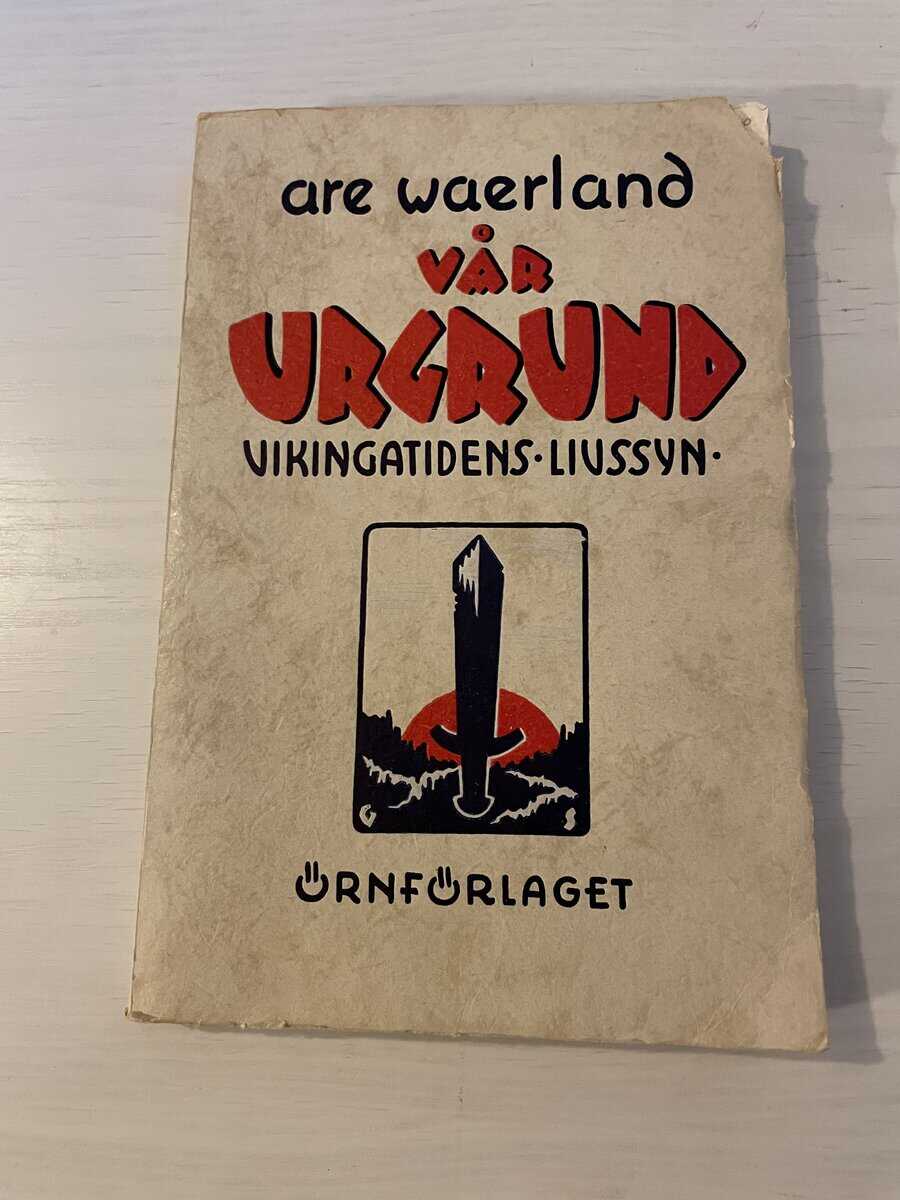 are waerland
VÅR
URGRUND
VIKINGATIDENS·LIVSSYN·
G S
ÖRNFÖRLAGET